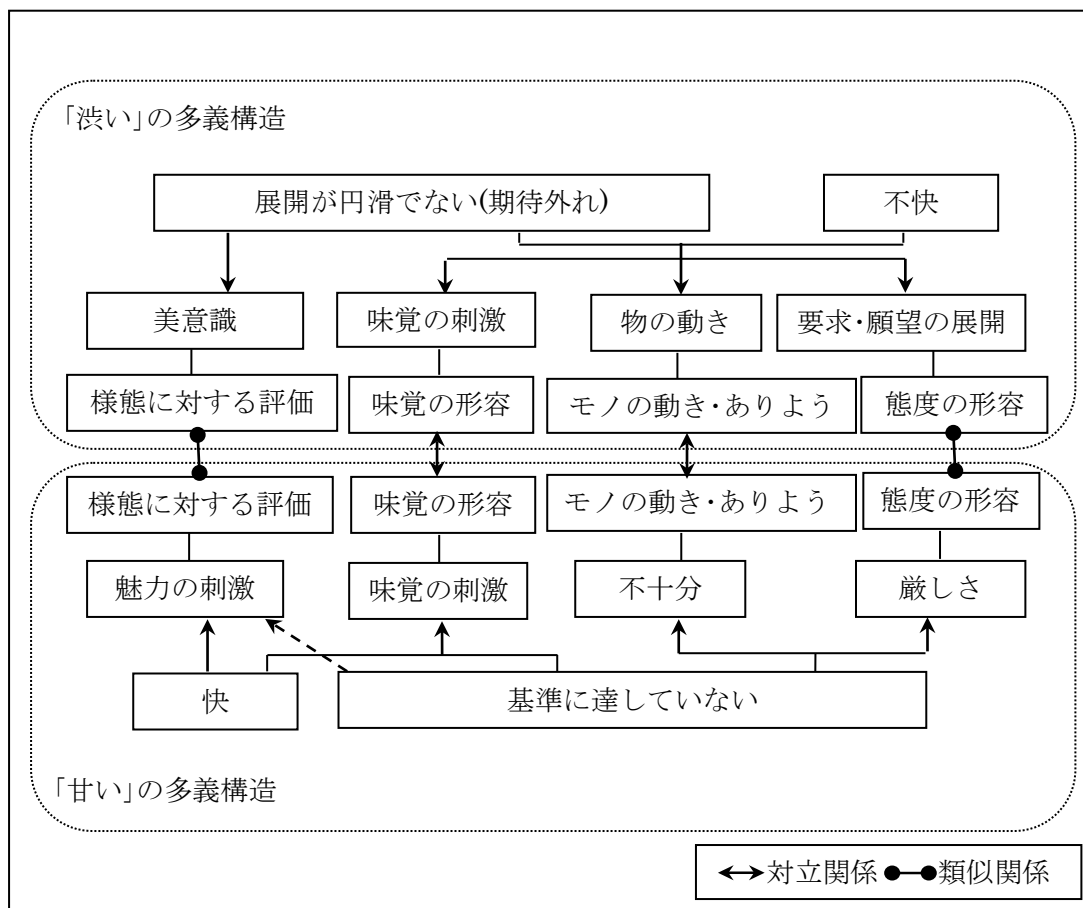 「渋い」の多義構造
展開が円滑でない(期待外れ)
不快
美意識
味覚の刺激
物の動き
要求・願望の展開
様態に対する評価
味覚の形容
モノの動き・ありよう
態度の形容
様態に対する評価
味覚の形容
モノの動き・ありよう
態度の形容
魅力の刺激
味覚の刺激
不十分
厳しさ
快
基準に達していない
「甘い」の多義構造
対立関係
類似関係